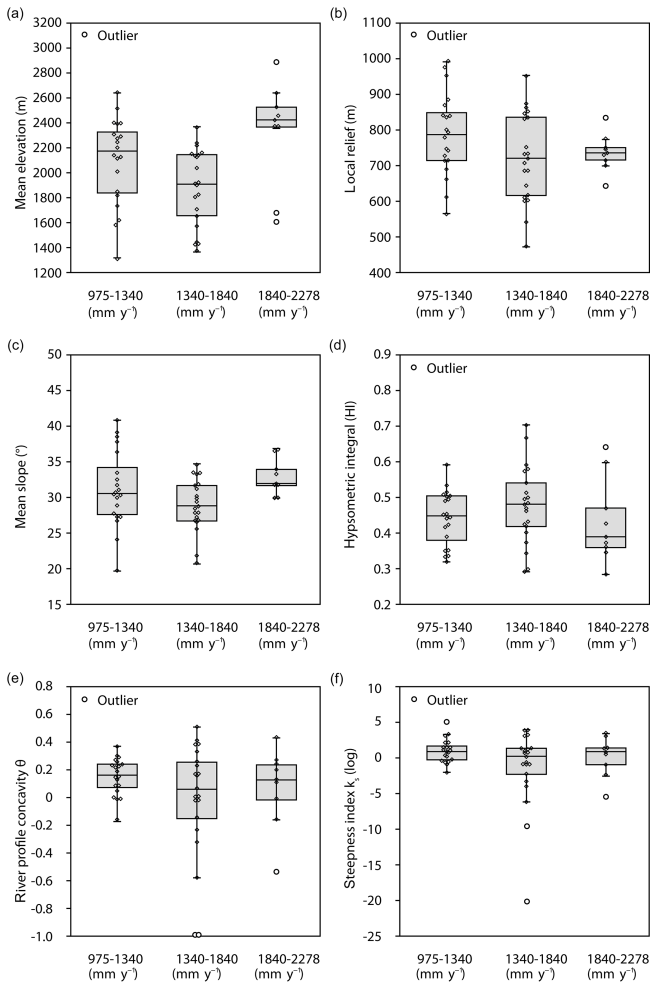 (a)
Mean elevation (m)
3200
3000
2800
2600
2400
2200
2000
1800
1600
1400
1200
Outlier
975-1340
(mm y⁻¹)
1340-1840
(mm y⁻¹)
1840-2278
(mm y⁻¹)
(b)
Local relief (m)
1100
1000
900
800
700
600
500
400
Outlier
975-1340
(mm y⁻¹)
1340-1840
(mm y⁻¹)
1840-2278
(mm y⁻¹)
(c)
Mean slope (°)
50
45
40
35
30
25
20
15
975-1340
(mm y⁻¹)
1340-1840
(mm y⁻¹)
1840-2278
(mm y⁻¹)
(d)
Hypsometric integral (HI)
0.9
0.8
0.7
0.6
0.5
0.4
0.3
0.2
Outlier
975-1340
(mm y⁻¹)
1340-1840
(mm y⁻¹)
1840-2278
(mm y⁻¹)
(e)
River profile concavity θ
0.8
0.6
0.4
0.2
0
-0.2
-0.4
-0.6
-0.8
-1.0
Outlier
975-1340
(mm y⁻¹)
1340-1840
(mm y⁻¹)
1840-2278
(mm y⁻¹)
(f)
Steepness index kₛ (log)
10
5
0
-5
-10
-15
-20
-25
Outlier
975-1340
(mm y⁻¹)
1340-1840
(mm y⁻¹)
1840-2278
(mm y⁻¹)